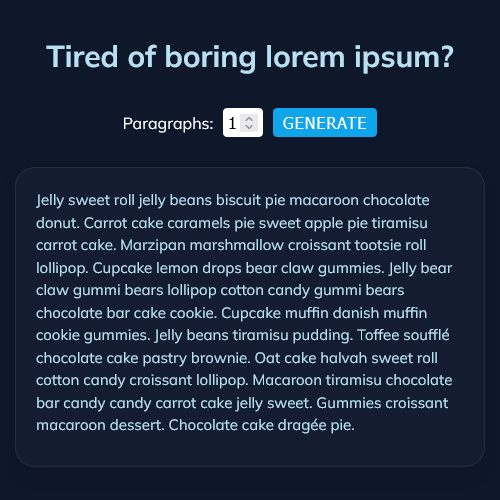 Tired of boring lorem ipsum?
Paragraphs: 1 GENERATE
Jelly sweet roll jelly beans biscuit pie macaroon chocolate
donut. Carrot cake caramels pie sweet apple pie tiramisu
carrot cake. Marzipan marshmallow croissant tootsie roll
lollipop. Cupcake lemon drops bear claw gummies. Jelly bear
claw gummi bears lollipop cotton candy gummi bears
chocolate bar cake cookie. Cupcake muffin danish muffin
cookie gummies. Jelly beans tiramisu pudding. Toffee soufflé
chocolate cake pastry brownie. Oat cake halvah sweet roll
cotton candy croissant lollipop. Macaroon tiramisu chocolate
bar candy candy carrot cake jelly sweet. Gummies croissant
macaroon dessert. Chocolate cake dragée pie.